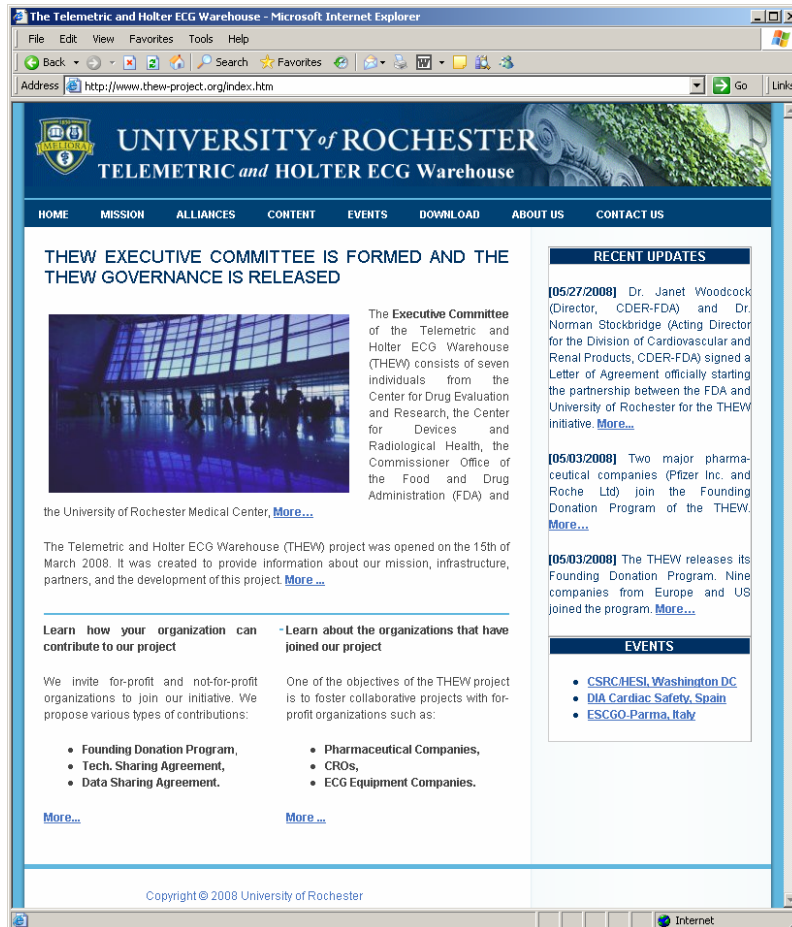 The Telemetric and Holter ECG Warehouse - Microsoft Internet Explorer
File Edit View Favorites Tools Help
Back Search Favorites
Address http://www.thew-project.org/index.htm Go Links
MELIORA
UNIVERSITY of ROCHESTER
TELEMETRIC and HOLTER ECG Warehouse
HOME MISSION ALLIANCES CONTENT EVENTS DOWNLOAD ABOUT US CONTACT US
THEW EXECUTIVE COMMITTEE IS FORMED AND THE
THEW GOVERNANCE IS RELEASED
The Executive Committee
of the Telemetric and
Holter ECG Warehouse
(THEW) consists of seven
individuals from the
Center for Drug Evaluation
and Research, the Center
for Devices and
Radiological Health, the
Commissioner Office of
the Food and Drug
Administration (FDA) and
the University of Rochester Medical Center, More...
The Telemetric and Holter ECG Warehouse (THEW) project was opened on the 15th of
March 2008. It was created to provide information about our mission, infrastructure,
partners, and the development of this project. More ...
Learn how your organization can
contribute to our project
We invite for-profit and not-for-profit
organizations to join our initiative. We
propose various types of contributions:
• Founding Donation Program,
• Tech. Sharing Agreement,
• Data Sharing Agreement.
More...
-Learn about the organizations that have
joined our project
One of the objectives of the THEW project
is to foster collaborative projects with for-
profit organizations such as:
• Pharmaceutical Companies,
• CROs,
• ECG Equipment Companies.
More ...
RECENT UPDATES
[05/27/2008] Dr. Janet Woodcock
(Director, CDER-FDA) and Dr.
Norman Stockbridge (Acting Director
for the Division of Cardiovascular and
Renal Products, CDER-FDA) signed a
Letter of Agreement officially starting
the partnership between the FDA and
University of Rochester for the THEW
initiative. More...
[05/03/2008] Two major pharma-
ceutical companies (Pfizer Inc. and
Roche Ltd) join the Founding
Donation Program of the THEW.
More...
[05/03/2008] The THEW releases its
Founding Donation Program. Nine
companies from Europe and US
joined the program. More...
EVENTS
• CSRC/HESI, Washington DC
• DIA Cardiac Safety, Spain
• ESCGO-Parma, Italy
Copyright © 2008 University of Rochester
Internet